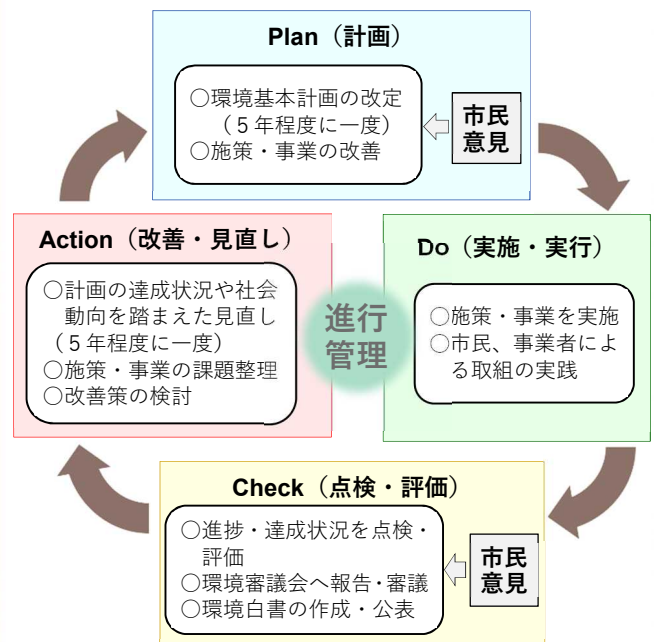 Plan（計画）
○環境基本計画の改定
（５年程度に一度）
○施策・事業の改善
市民
意見
Do（実施・実行）
○施策・事業を実施
○市民、事業者によ
る取組の実践
Check（点検・評価）
○進捗・達成状況を点検・
評価
○環境審議会へ報告・審議
○環境白書の作成・公表
市民
意見
Action（改善・見直し）
○計画の達成状況や社会
動向を踏まえた見直し
（５年程度に一度）
○施策・事業の課題整理
○改善策の検討
進行
管理